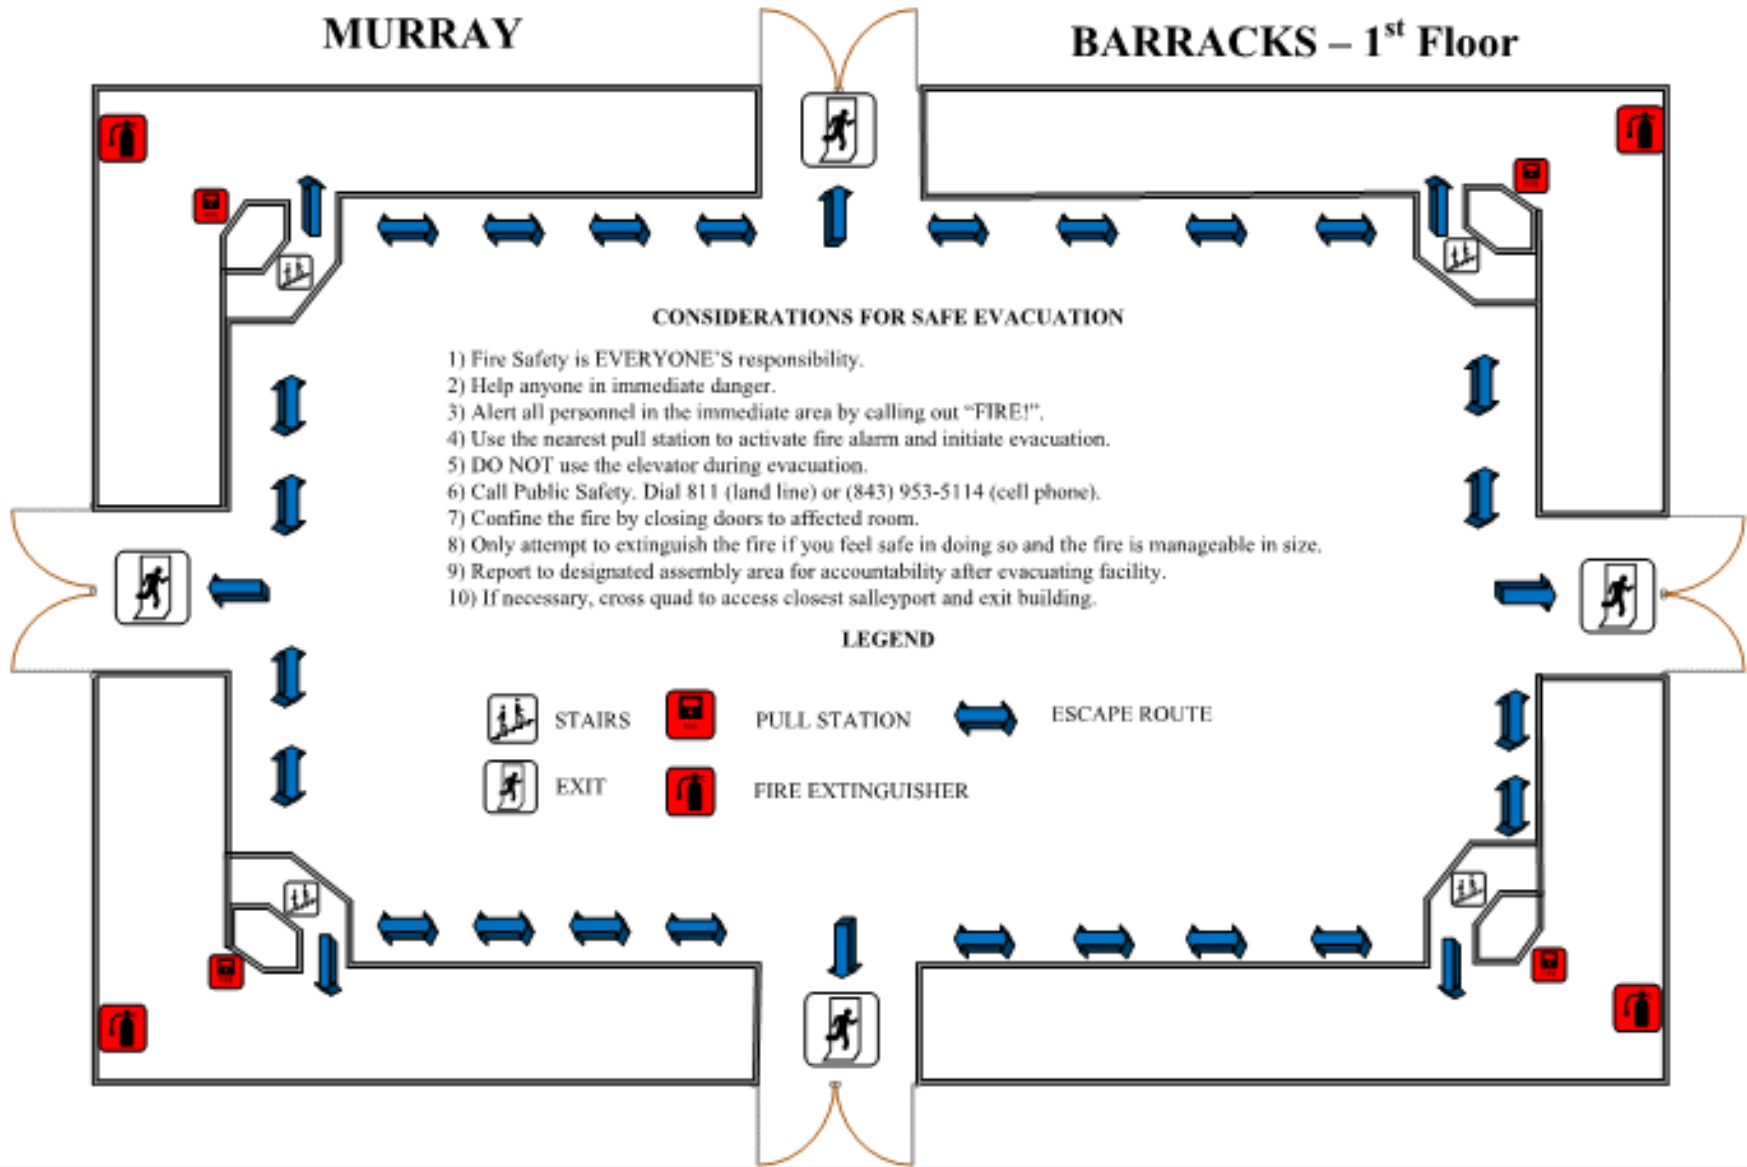 MURRAY
BARRACKS – 1st Floor
CONSIDERATIONS FOR SAFE EVACUATION
1) Fire Safety is EVERYONE'S responsibility.
2) Help anyone in immediate danger.
3) Alert all personnel in the immediate area by calling out “FIRE!”.
4) Use the nearest pull station to activate fire alarm and initiate evacuation.
5) DO NOT use the elevator during evacuation.
6) Call Public Safety. Dial 811 (land line) or (843) 953-5114 (cell phone).
7) Confine the fire by closing doors to affected room.
8) Only attempt to extinguish the fire if you feel safe in doing so and the fire is manageable in size.
9) Report to designated assembly area for accountability after evacuating facility.
10) If necessary, cross quad to access closest salleyport and exit building.
LEGEND
STAIRS
PULL STATION
ESCAPE ROUTE
EXIT
FIRE EXTINGUISHER